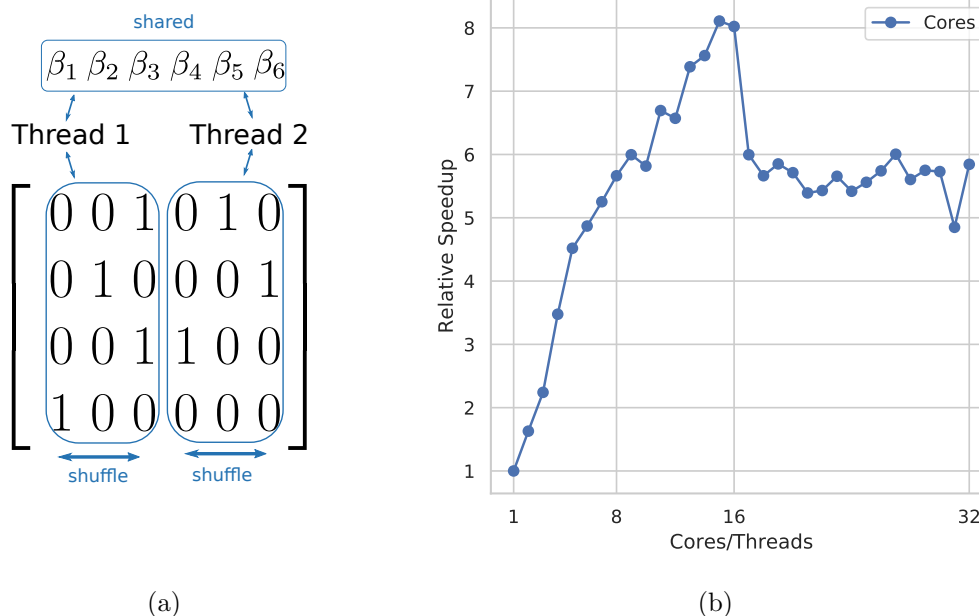 shared
β1 β2 β3 β4 β5 β6
Thread 1 Thread 2
0 0 1 0 1 0
0 1 0 0 0 1
0 0 1 1 0 0
1 0 0 0 0 0
shuffle shuffle
(a)
Cores
8
7
6
5
4
3
2
1
Relative Speedup
1 8 16 32
Cores/Threads
(b)